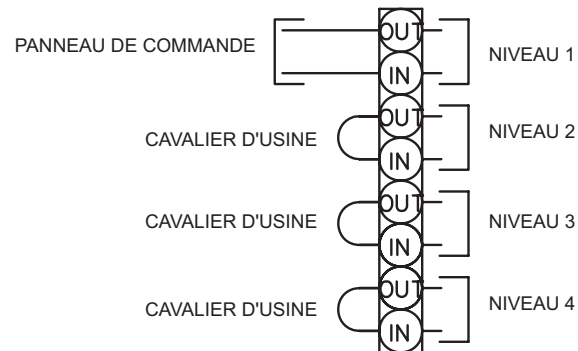 PANNEAU DE COMMANDE
OUT
IN
NIVEAU 1
CAVALIER D'USINE
OUT
IN
NIVEAU 2
CAVALIER D'USINE
OUT
IN
NIVEAU 3
CAVALIER D'USINE
OUT
IN
NIVEAU 4